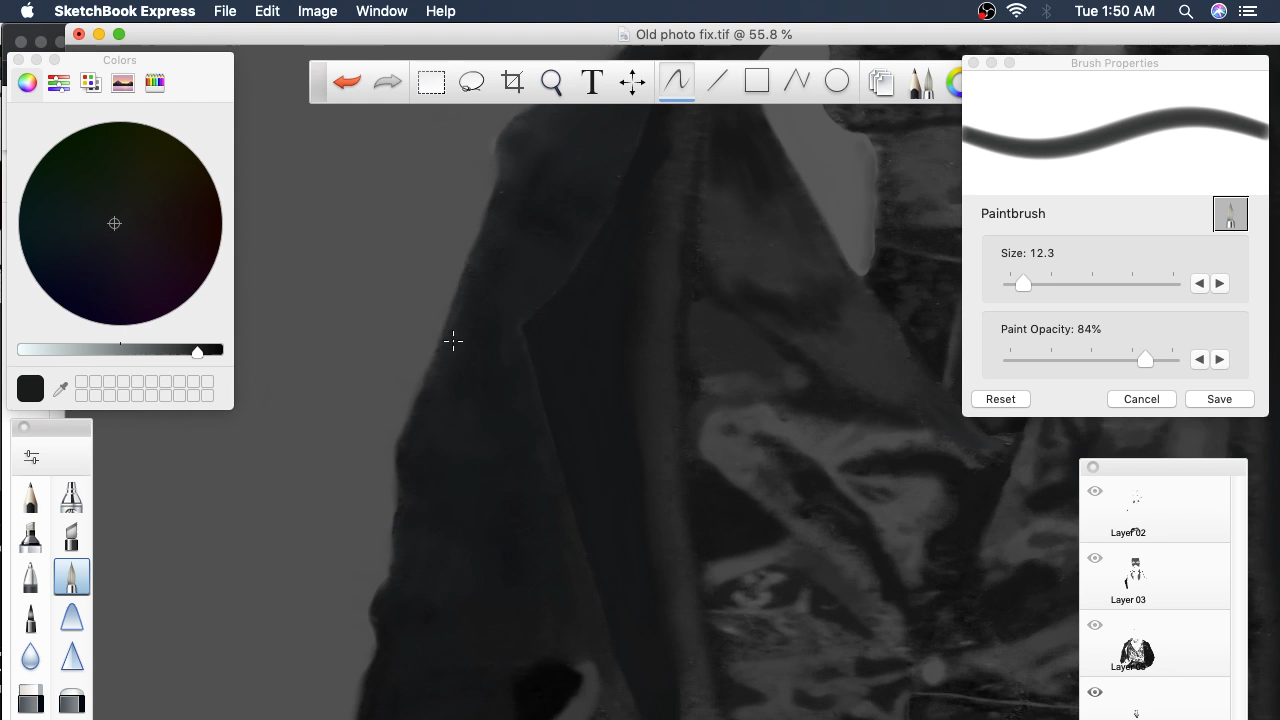 SketchBook Express File Edit Image Window Help Tue 1:50 AM
Old photo fix.tif @ 55.8 %
Colors
T
Brush Properties
Paintbrush
Size: 12.3
Paint Opacity: 84%
Reset Cancel Save
Layer 02
Layer 03